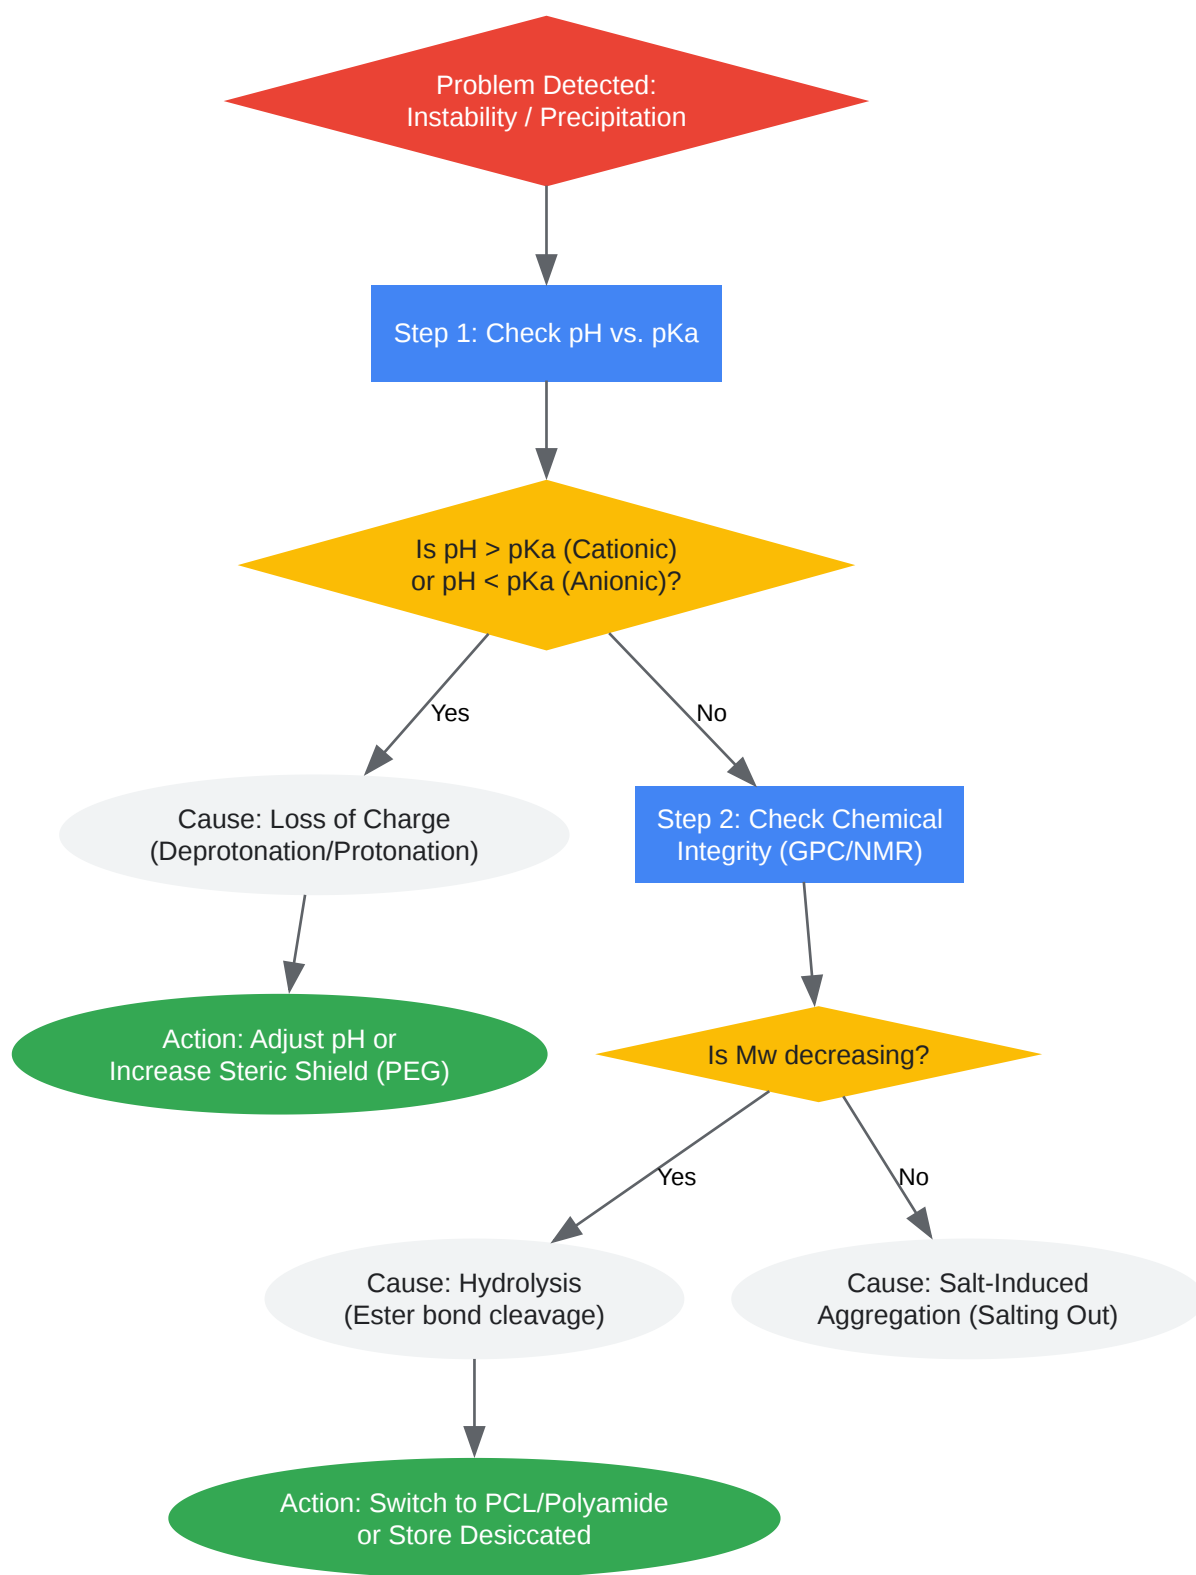 Problem Detected:
Instability / Precipitation
Step 1: Check pH vs. pKa
Is pH > pKa (Cationic)
or pH < pKa (Anionic)?
Yes
No
Cause: Loss of Charge
(Deprotonation/Protonation)
Step 2: Check Chemical
Integrity (GPC/NMR)
Action: Adjust pH or
Increase Steric Shield (PEG)
Is Mw decreasing?
Yes
No
Cause: Hydrolysis
(Ester bond cleavage)
Cause: Salt-Induced
Aggregation (Salting Out)
Action: Switch to PCL/Polyamide
or Store Desiccated